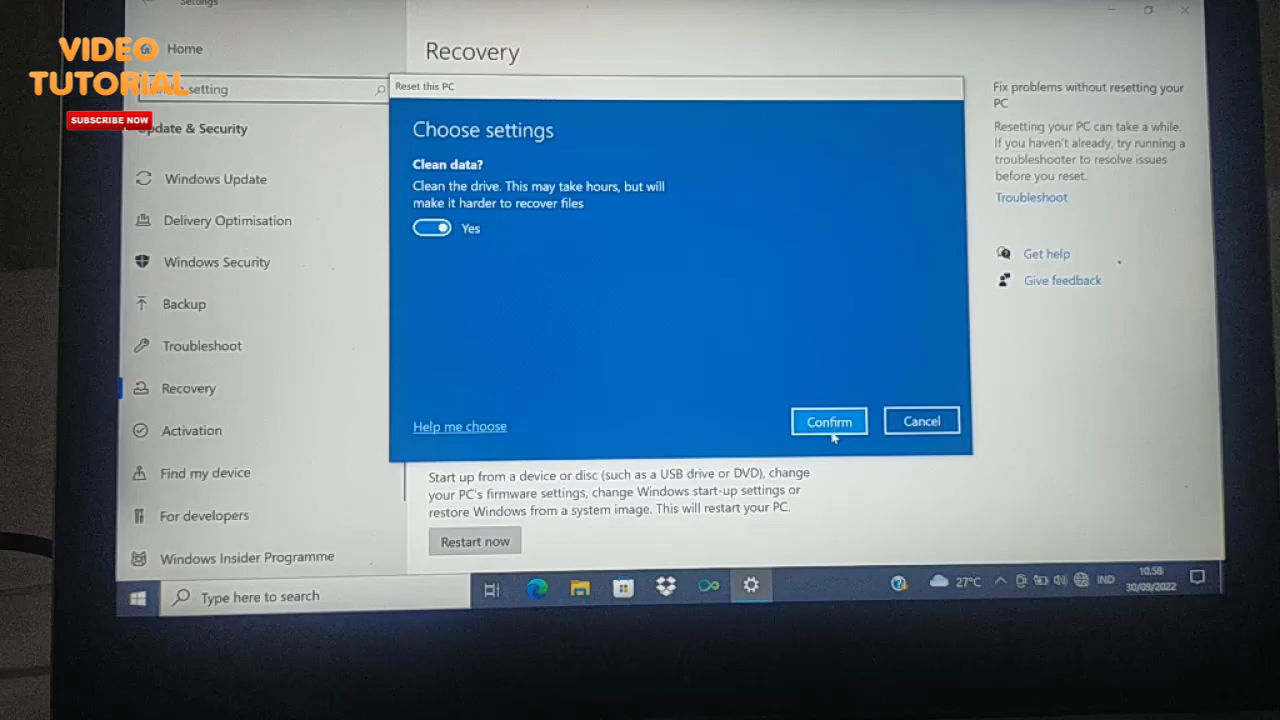 Settings
VIDEO
TUTORIAL
SUBSCRIBE NOW
Home
setting
Update & Security
Windows Update
Delivery Optimisation
Windows Security
Backup
Troubleshoot
Recovery
Activation
Find my device
For developers
Windows Insider Programme
Recovery
Reset this PC
Choose settings
Clean data?
Clean the drive. This may take hours, but will
make it harder to recover files
Yes
Help me choose
Confirm
Cancel
Start up from a device or disc (such as a USB drive or DVD), change
your PC's firmware settings, change Windows start-up settings or
restore Windows from a system image. This will restart your PC.
Restart now
Fix problems without resetting your
PC
Resetting your PC can take a while.
If you haven't already, try running a
troubleshooter to resolve issues
before you reset.
Troubleshoot
Get help
Give feedback
Type here to search
27°C
IND
10.58
30/09/2022